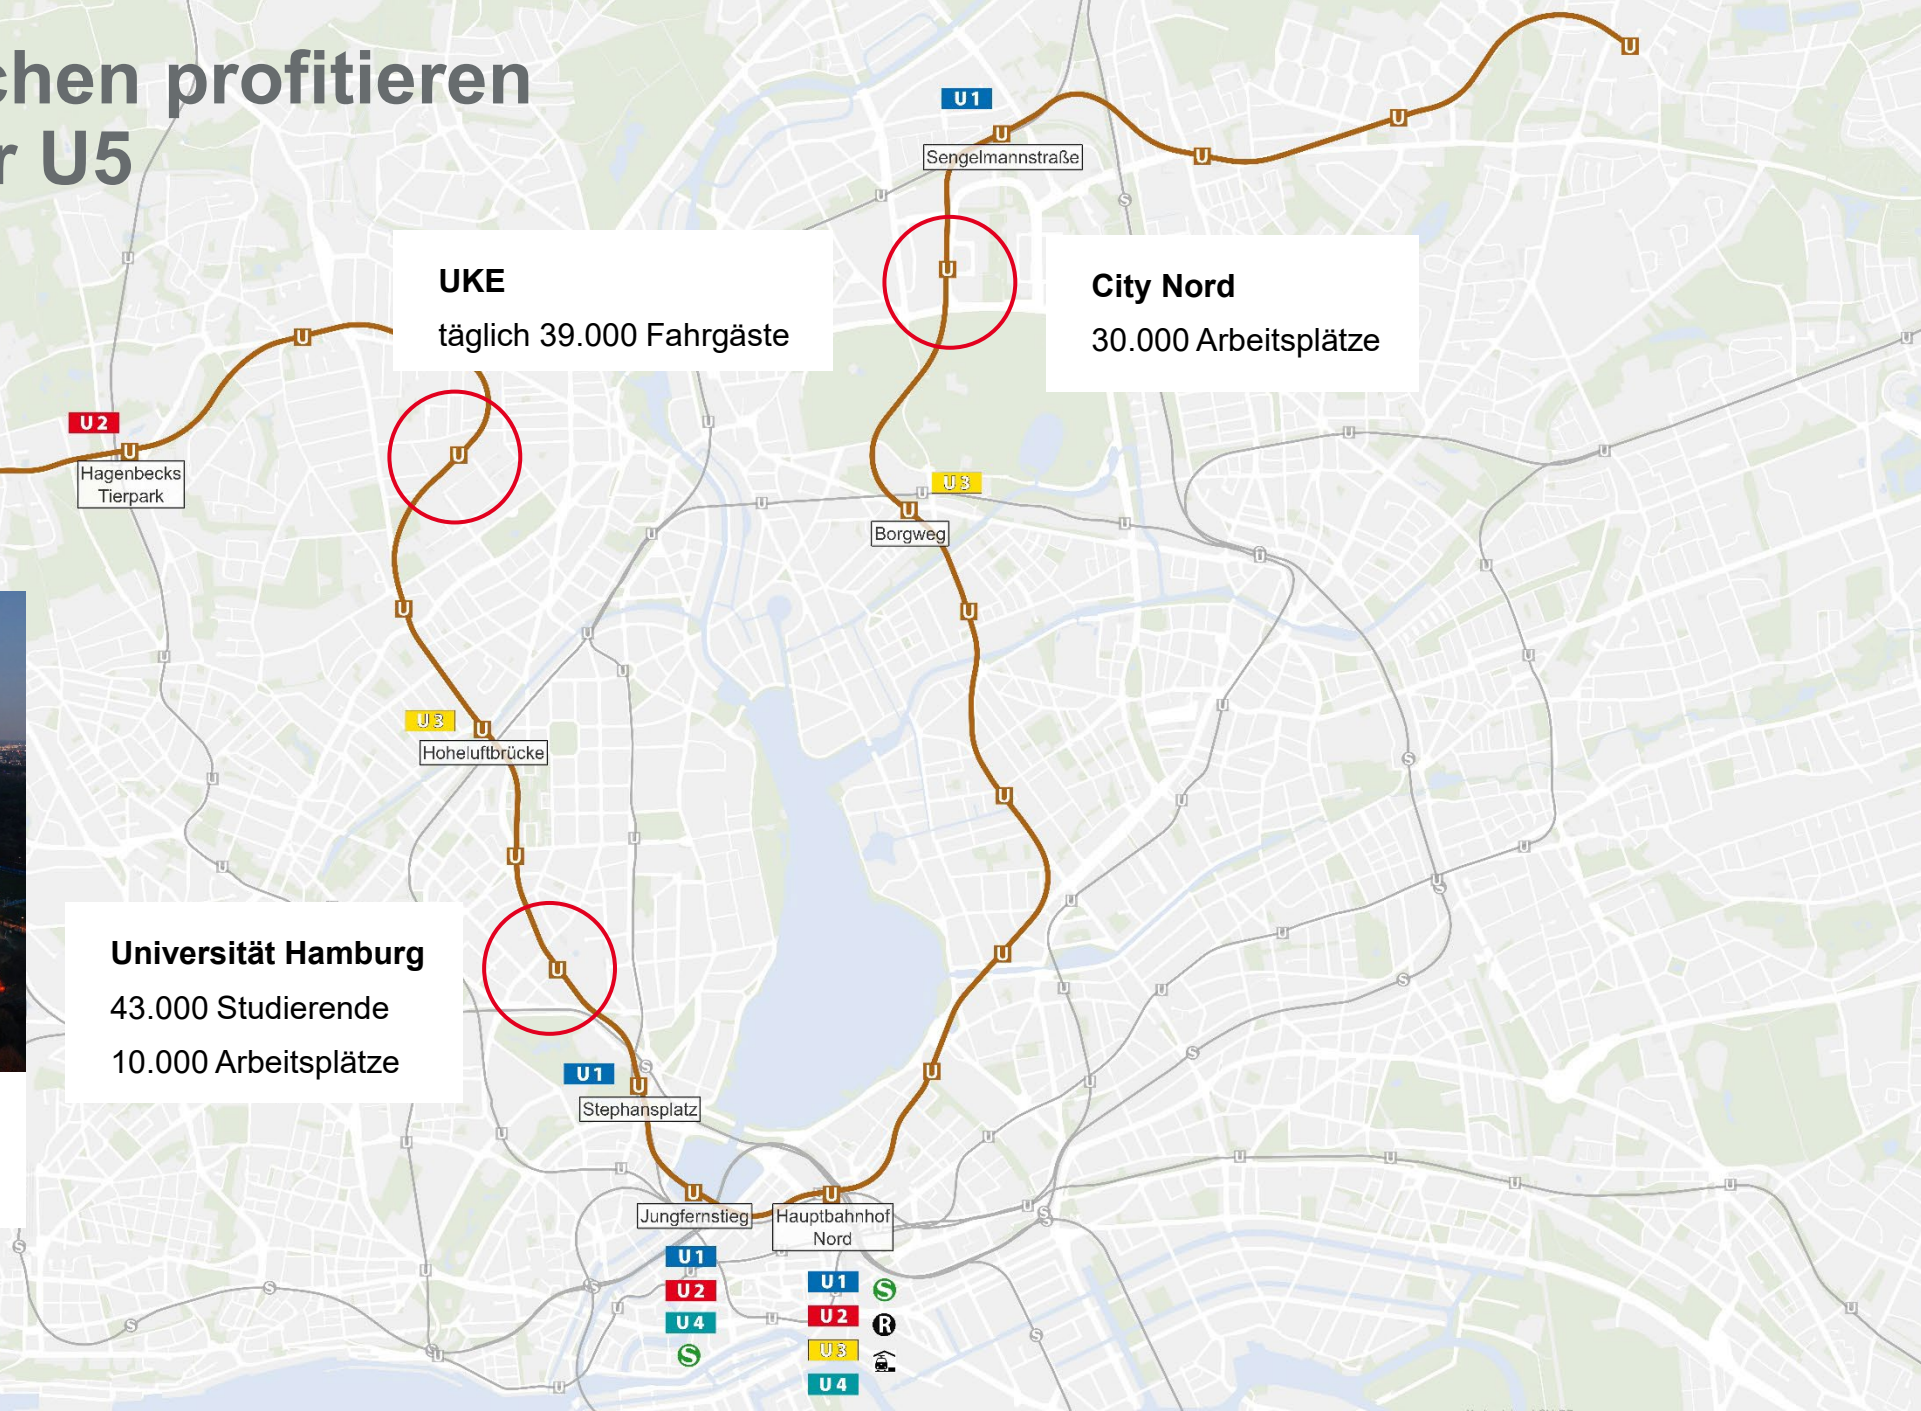 chen profitieren
r U5
U1
Sengelmannstraße
UKE
täglich 39.000 Fahrgäste
City Nord
30.000 Arbeitsplätze
U2
Hagenbecks
Tierpark
U3
Borgweg
U3
Hoheluftbrücke
Universität Hamburg
43.000 Studierende
10.000 Arbeitsplätze
U1
Stephansplatz
Jungfernstieg
U1
U2
U4
S
Hauptbahnhof
Nord
U1 S
U2 R
U3
U4